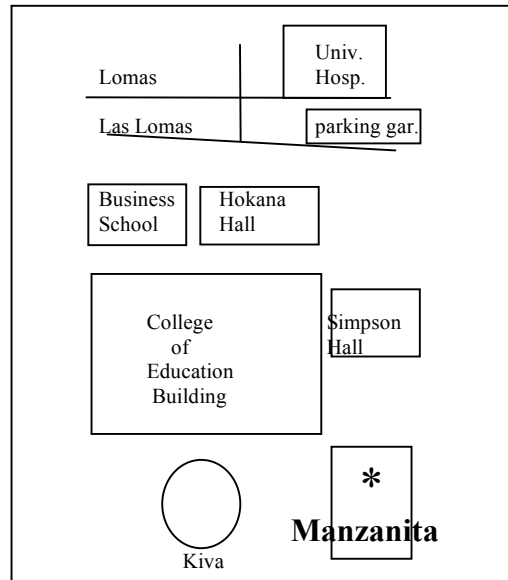 Univ.
Hosp.
Lomas
Las Lomas
parking gar.
Business
School
Hokana
Hall
College
of
Education
Building
Simpson
Hall
*
Manzanita
Kiva